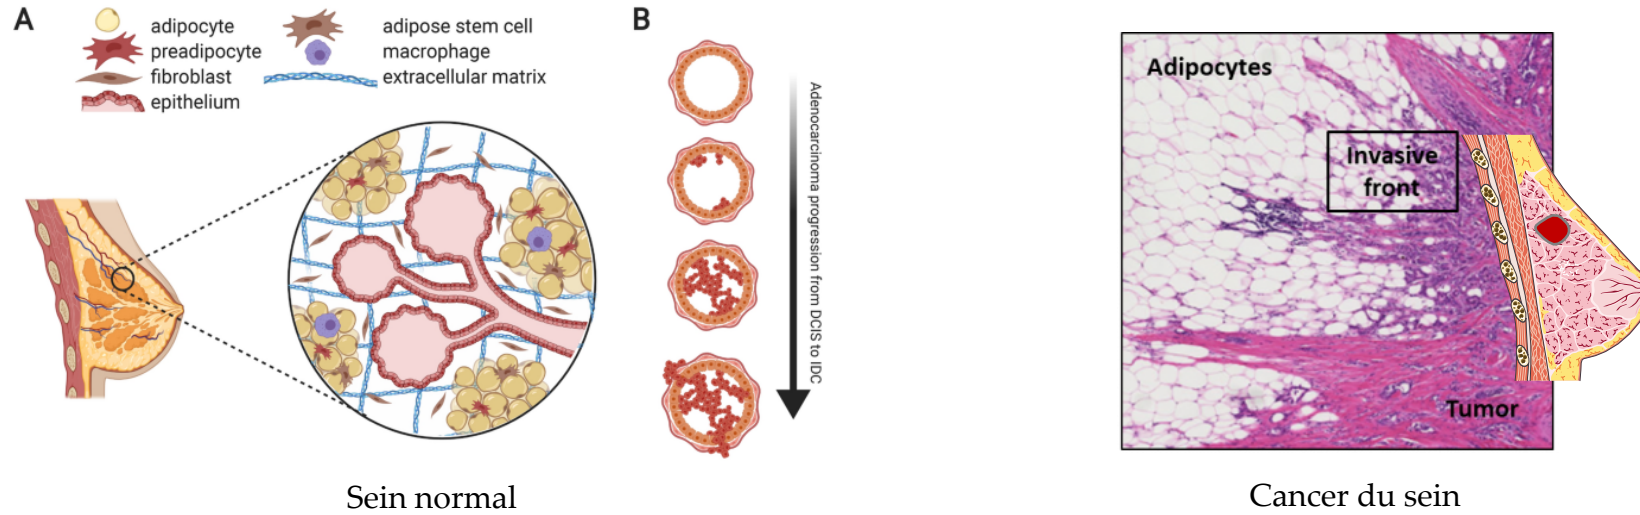 A
adipocyte
preadipocyte
fibroblast
epithelium
adipose stem cell
macrophage
extracellular matrix
B
Adenocarcinoma progression from DCIS to IDC
Adipocytes
Invasive
front
Tumor
Sein normal
Cancer du sein